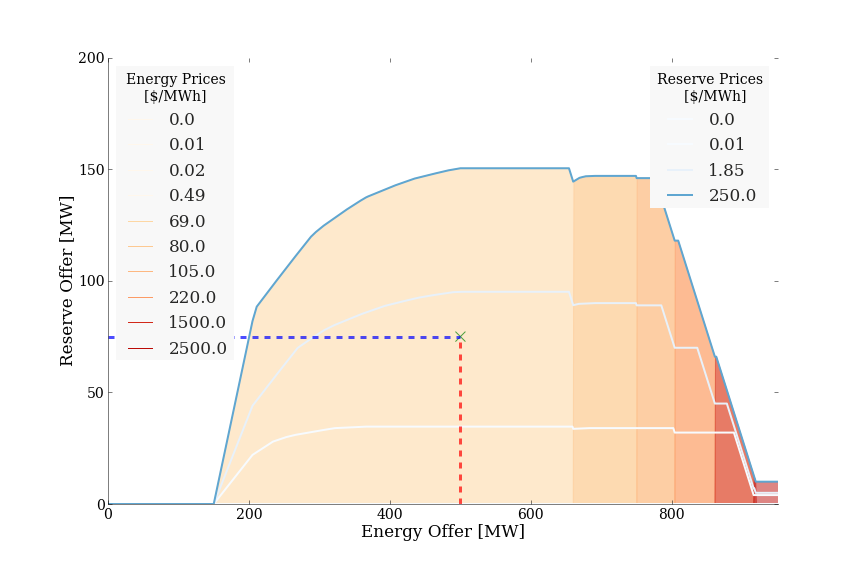 200
150
100
50
0
Reserve Offer [MW]
Energy Prices
[$/MWh]
0.0
0.01
0.02
0.49
69.0
80.0
105.0
220.0
1500.0
2500.0
Reserve Prices
[$/MWh]
0.0
0.01
1.85
250.0
0 200 400 600 800
Energy Offer [MW]